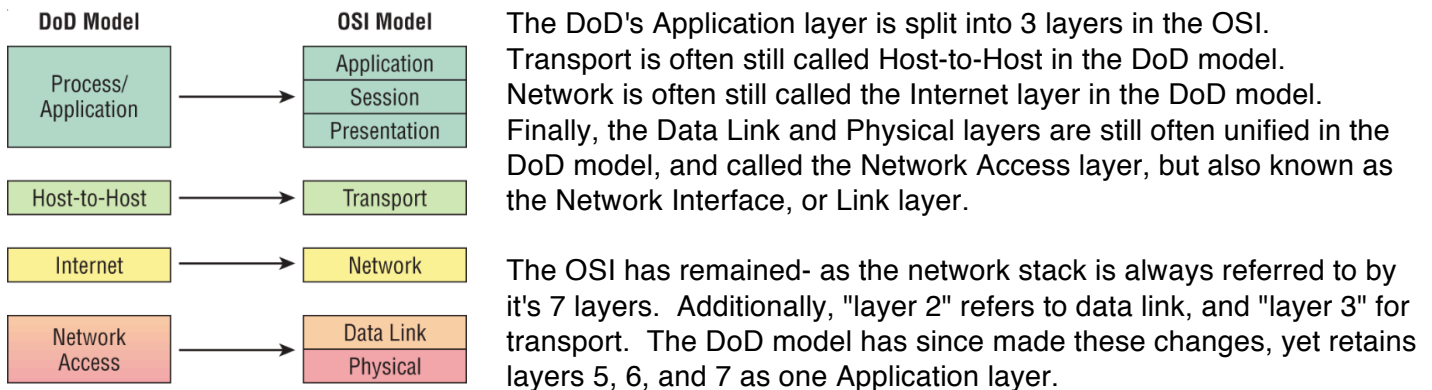 DoD Model
OSI Model
Process/
Application
Application
Session
Presentation
Host-to-Host
Transport
Internet
Network
Network
Access
Data Link
Physical
The DoD's Application layer is split into 3 layers in the OSI.
Transport is often still called Host-to-Host in the DoD model.
Network is often still called the Internet layer in the DoD model.
Finally, the Data Link and Physical layers are still often unified in the
DoD model, and called the Network Access layer, but also known as
the Network Interface, or Link layer.
The OSI has remained- as the network stack is always referred to by
it's 7 layers.  Additionally, "layer 2" refers to data link, and "layer 3" for
transport.  The DoD model has since made these changes, yet retains
layers 5, 6, and 7 as one Application layer.